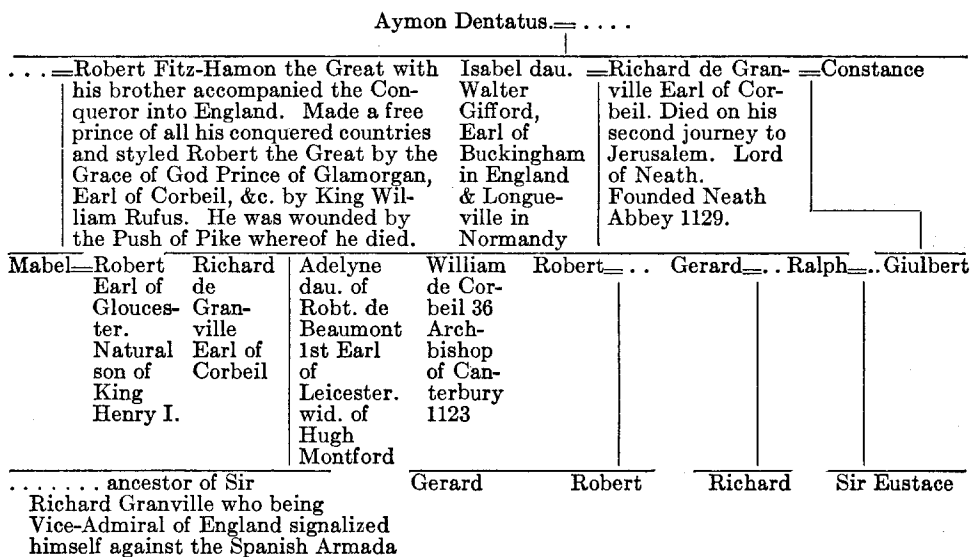 Aymon Dentatus.= . . . .
. . . =Robert Fitz-Hamon the Great with
his brother accompanied the Con-
queror into England. Made a free
prince of all his conquered countries
and styled Robert the Great by the
Grace of God Prince of Glamorgan,
Earl of Corbeil, &c. by King Wil-
liam Rufus. He was wounded by
the Push of Pike whereof he died.
Isabel dau.
Walter
Gifford,
Earl of
Buckingham
in England
& Longue-
ville in
Normandy
=Richard de Gran-
ville Earl of Cor-
beil. Died on his
second journey to
Jerusalem. Lord
of Neath.
Founded Neath
Abbey 1129.
=Constance
Mabel=Robert
Earl of
Glouces-
ter.
Natural
son of
King
Henry I.
Richard
de
Gran-
ville
Earl of
Corbeil
Adelyne
dau. of
Robt. de
Beaumont
1st Earl
of
Leicester.
wid. of
Hugh
Montford
William
de Cor-
beil 36
Arch-
bishop
of Can-
terbury
1123
Robert=. .
Gerard=. .
Ralph=. .
Giulbert
. . . . . . . ancestor of Sir
Richard Granville who being
Vice-Admiral of England signalized
himself against the Spanish Armada
Gerard
Robert
Richard
Sir Eustace